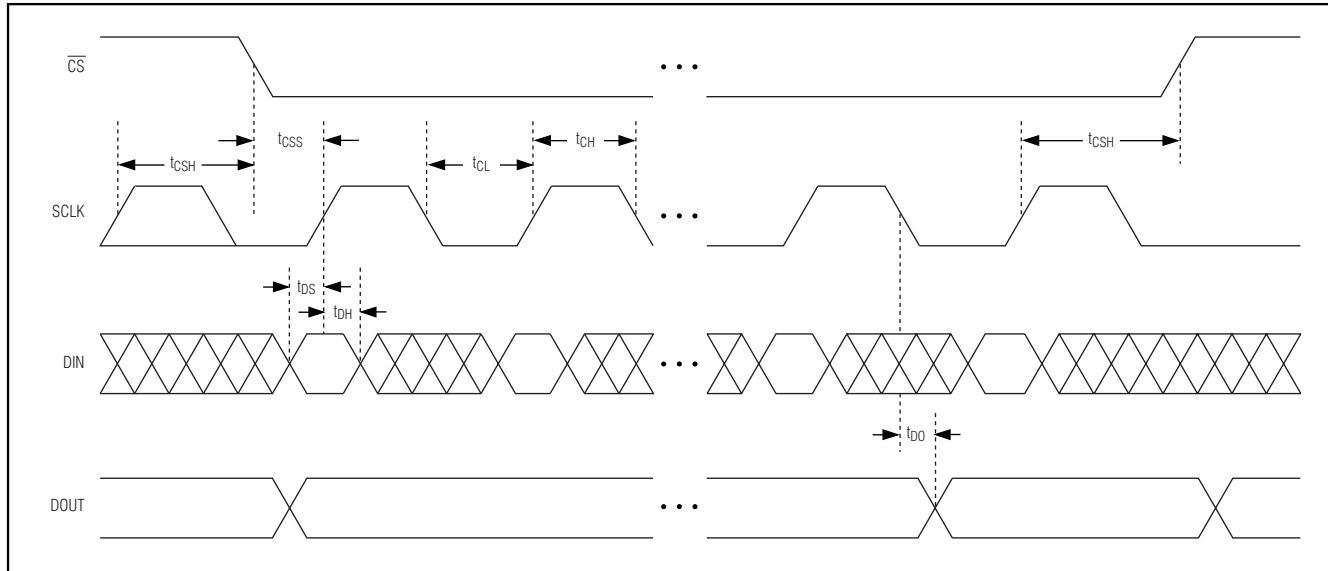 CS
tCSS
tCH
tCSH
tCL
tCSH
SCLK
tDS
tDH
DIN
tDO
DOUT